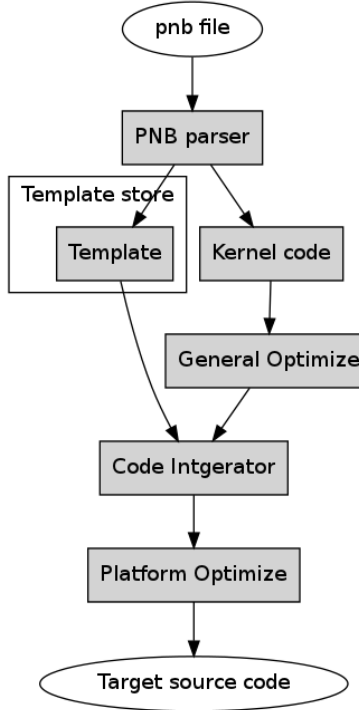 pnb file
PNB parser
Template store
Template
Kernel code
General Optimize
Code Intgerator
Platform Optimize
Target source code